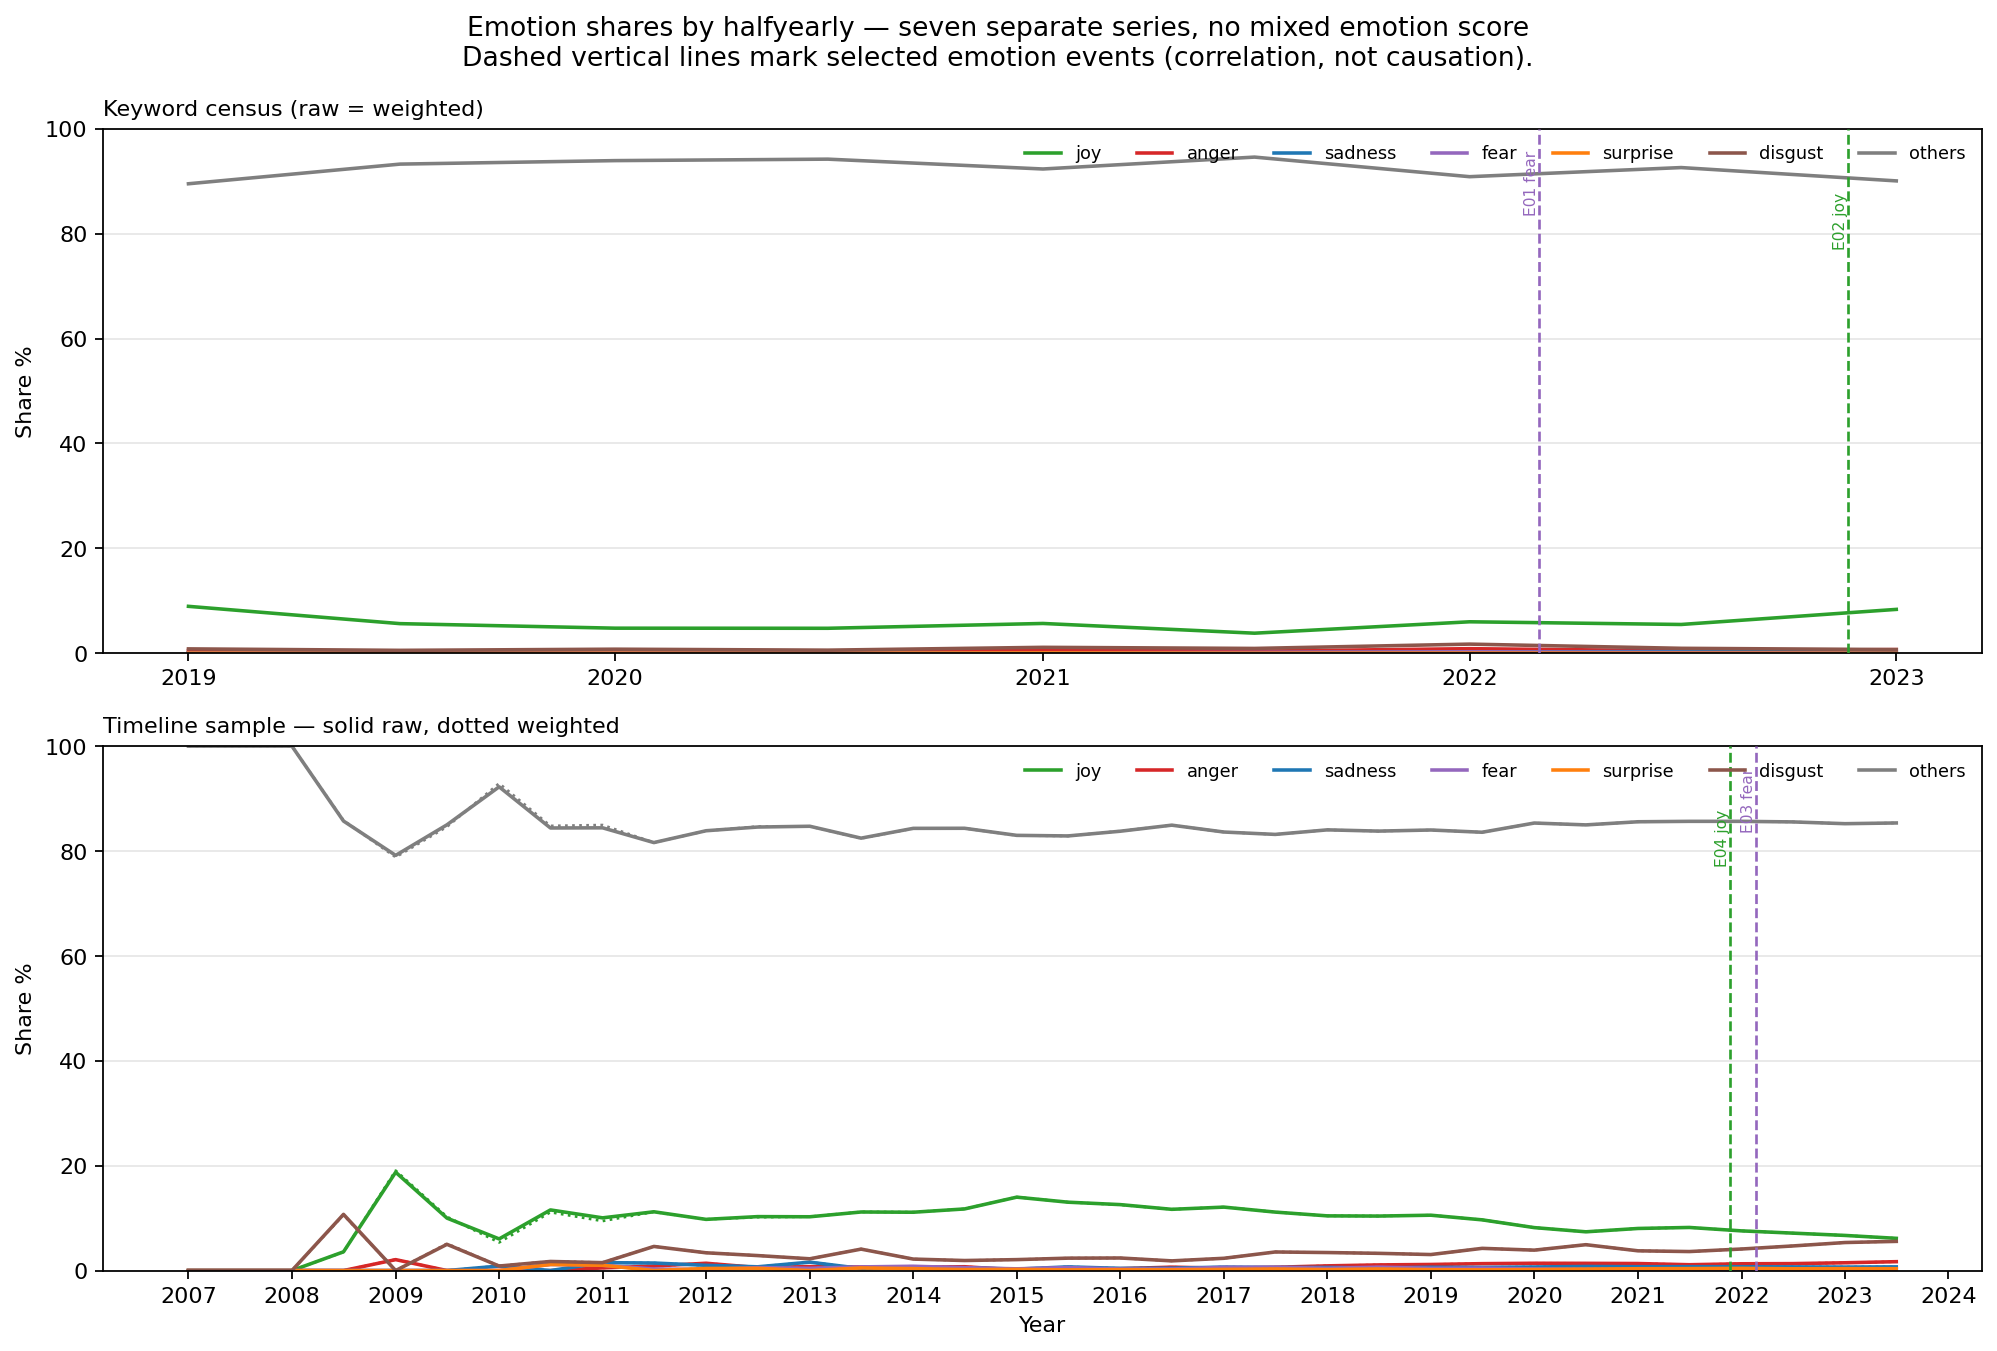 Emotion shares by halfyearly — seven separate series, no mixed emotion score
Dashed vertical lines mark selected emotion events (correlation, not causation).
Keyword census (raw = weighted)
joy anger sadness fear surprise disgust others
E01 fear
E02 joy
Share %
100
80
60
40
20
0
2019 2020 2021 2022 2023
Timeline sample — solid raw, dotted weighted
joy anger sadness fear surprise disgust others
E04 joy
E03 fear
Share %
100
80
60
40
20
0
2007 2008 2009 2010 2011 2012 2013 2014 2015 2016 2017 2018 2019 2020 2021 2022 2023 2024
Year